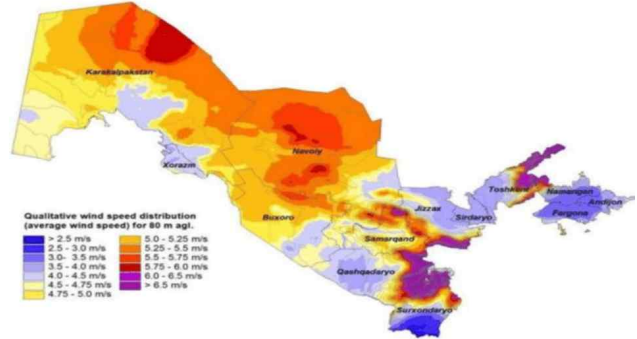 Karakalpakstan
Navoiy
Xorazm
Buxoro
Jizzax
Sirdaryo
Toshkent
Namangan
Andijon
Fargona
Samarqand
Qashqadaryo
Surxondaryo
Qualitative wind speed distribution
(average wind speed) for 80 m agl.
> 2.5 m/s
2.5 - 3.0 m/s
3.0- 3.5 m/s
3.5 - 4.0 m/s
4.0 - 4.5 m/s
4.5 - 4.75 m/s
4.75 - 5.0 m/s
5.0 - 5.25 m/s
5.25 - 5.5 m/s
5.5 - 5.75 m/s
5.75 - 6.0 m/s
6.0 - 6.5 m/s
> 6.5 m/s